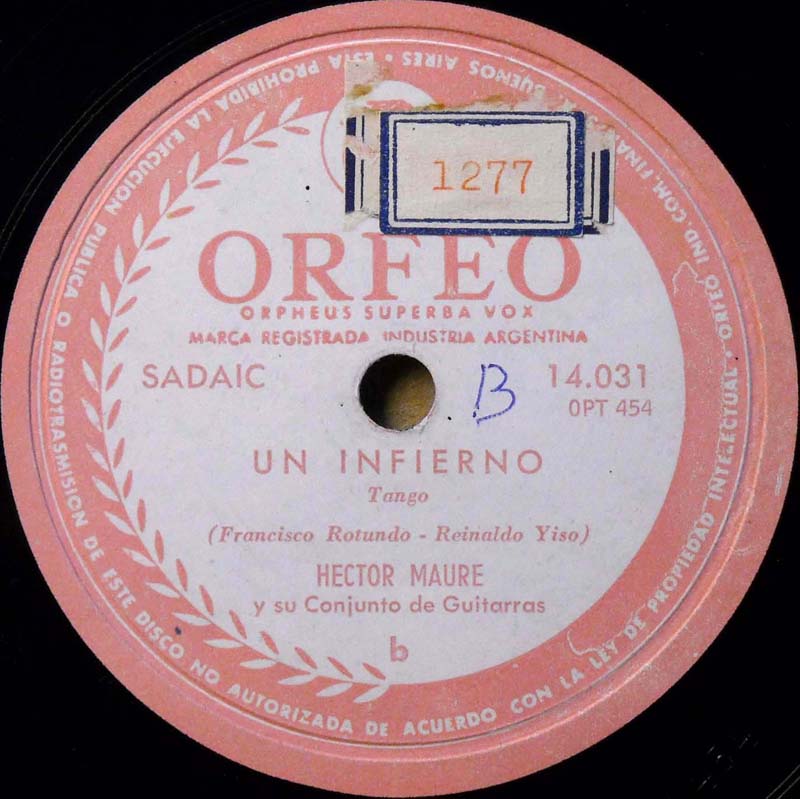 1277
ORFEO
ORPHEUS SUPERBA VOX
MARCA REGISTRADA INDUSTRIA ARGENTINA
SADAIC
B
14.031
OPT 454
UN INFIERNO
Tango
(Francisco Rotundo - Reinaldo Yiso)
HECTOR MAURE
y su Conjunto de Guitarras
b
BUENOS AIRES • ESTA PROHIBIDA LA EJECUCION PUBLICA O RADIOTRASMISION DE ESTE DISCO NO AUTORIZADA DE ACUERDO CON LA LEY DE PROPIEDAD INTELECTUAL • ORFEO IND. COM. FINAN.